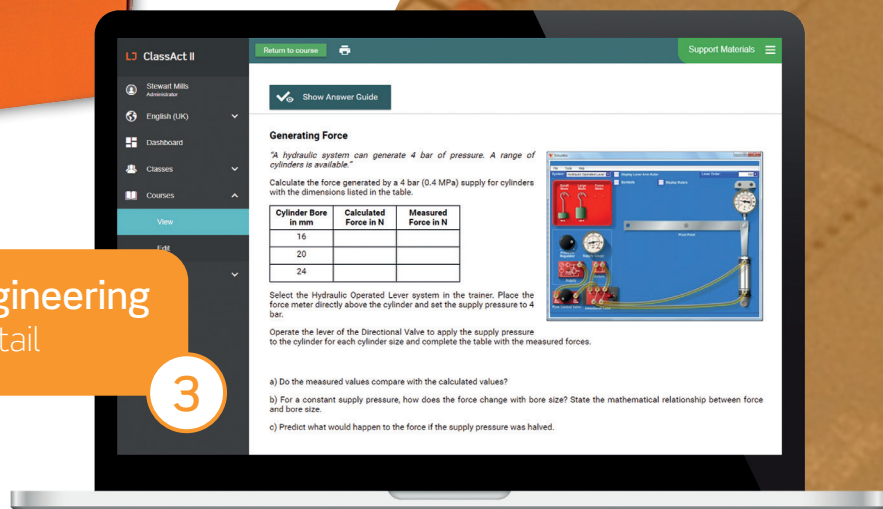 LJ ClassAct II
Return to course
Support Materials
Stewart Mills
Administrator
English (UK)
Dashboard
Classes
Courses
View
Edit
Show Answer Guide
Generating Force
"A hydraulic system can generate 4 bar of pressure. A range of
cylinders is available."
Calculate the force generated by a 4 bar (0.4 MPa) supply for cylinders
with the dimensions listed in the table.
Cylinder Bore
in mm
Calculated
Force in N
Measured
Force in N
16
20
24
Select the Hydraulic Operated Lever system in the trainer. Place the
force meter directly above the cylinder and set the supply pressure to 4
bar.
Operate the lever of the Directional Valve to apply the supply pressure
to the cylinder for each cylinder size and complete the table with the measured forces.
a) Do the measured values compare with the calculated values?
b) For a constant supply pressure, how does the force change with bore size? State the mathematical relationship between force
and bore size.
c) Predict what would happen to the force if the supply pressure was halved.
File Tools Help
gineering
tail
3